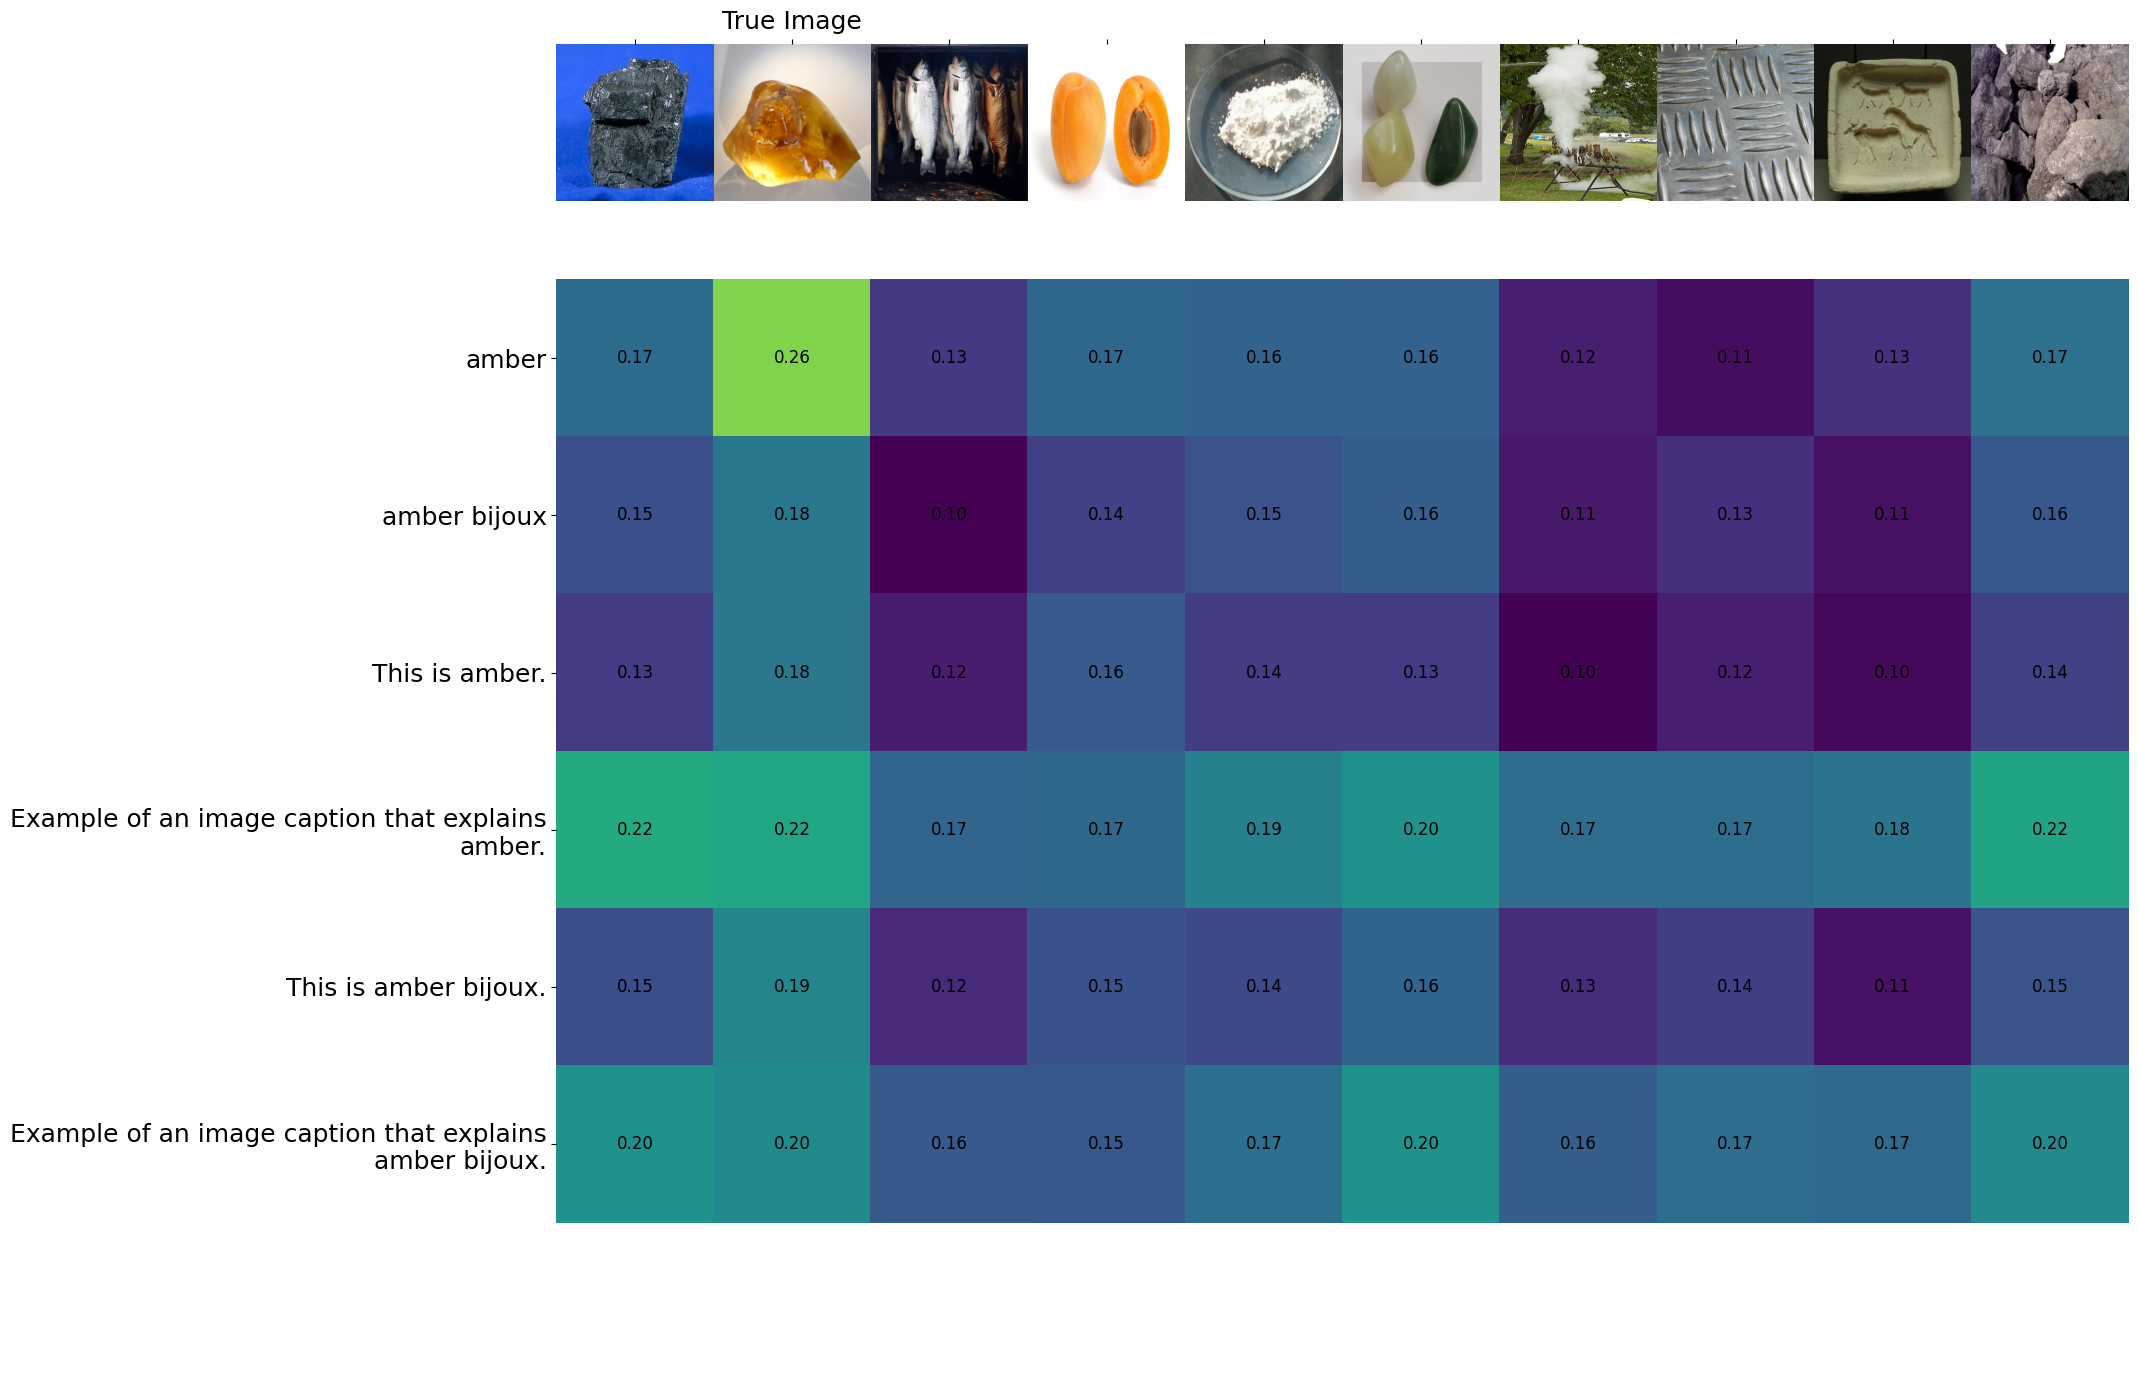 True Image
amber
0.17 0.26 0.13 0.17 0.16 0.16 0.12 0.11 0.13 0.17
amber bijoux
0.15 0.18 0.10 0.14 0.15 0.16 0.11 0.13 0.11 0.16
This is amber.
0.13 0.18 0.12 0.16 0.14 0.13 0.10 0.12 0.10 0.14
Example of an image caption that explains
amber.
0.22 0.22 0.17 0.17 0.19 0.20 0.17 0.17 0.18 0.22
This is amber bijoux.
0.15 0.19 0.12 0.15 0.14 0.16 0.13 0.14 0.11 0.15
Example of an image caption that explains
amber bijoux.
0.20 0.20 0.16 0.15 0.17 0.20 0.16 0.17 0.17 0.20